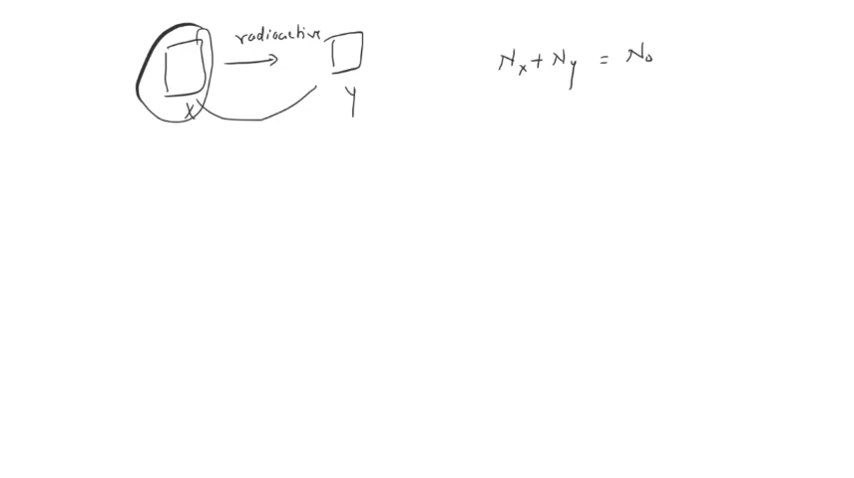 radioactive
Nx + Ny = N₀
X
Y